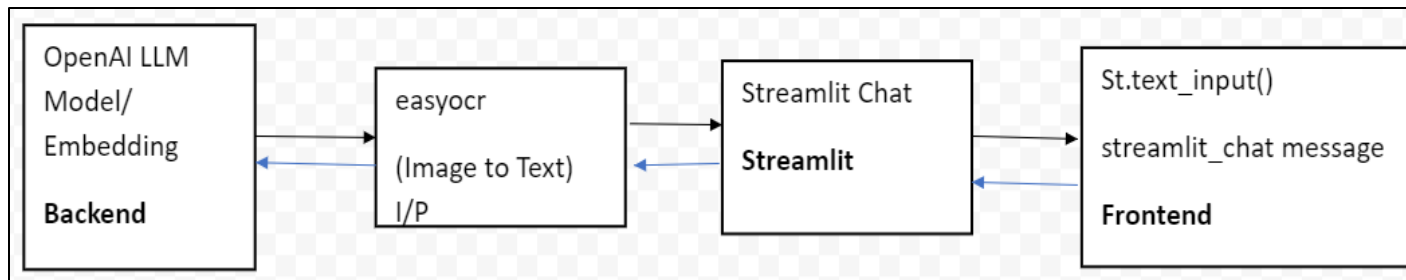 OpenAI LLM
Model/
Embedding
Backend
easyocr
(Image to Text)
I/P
Streamlit Chat
Streamlit
St.text_input()
streamlit_chat message
Frontend